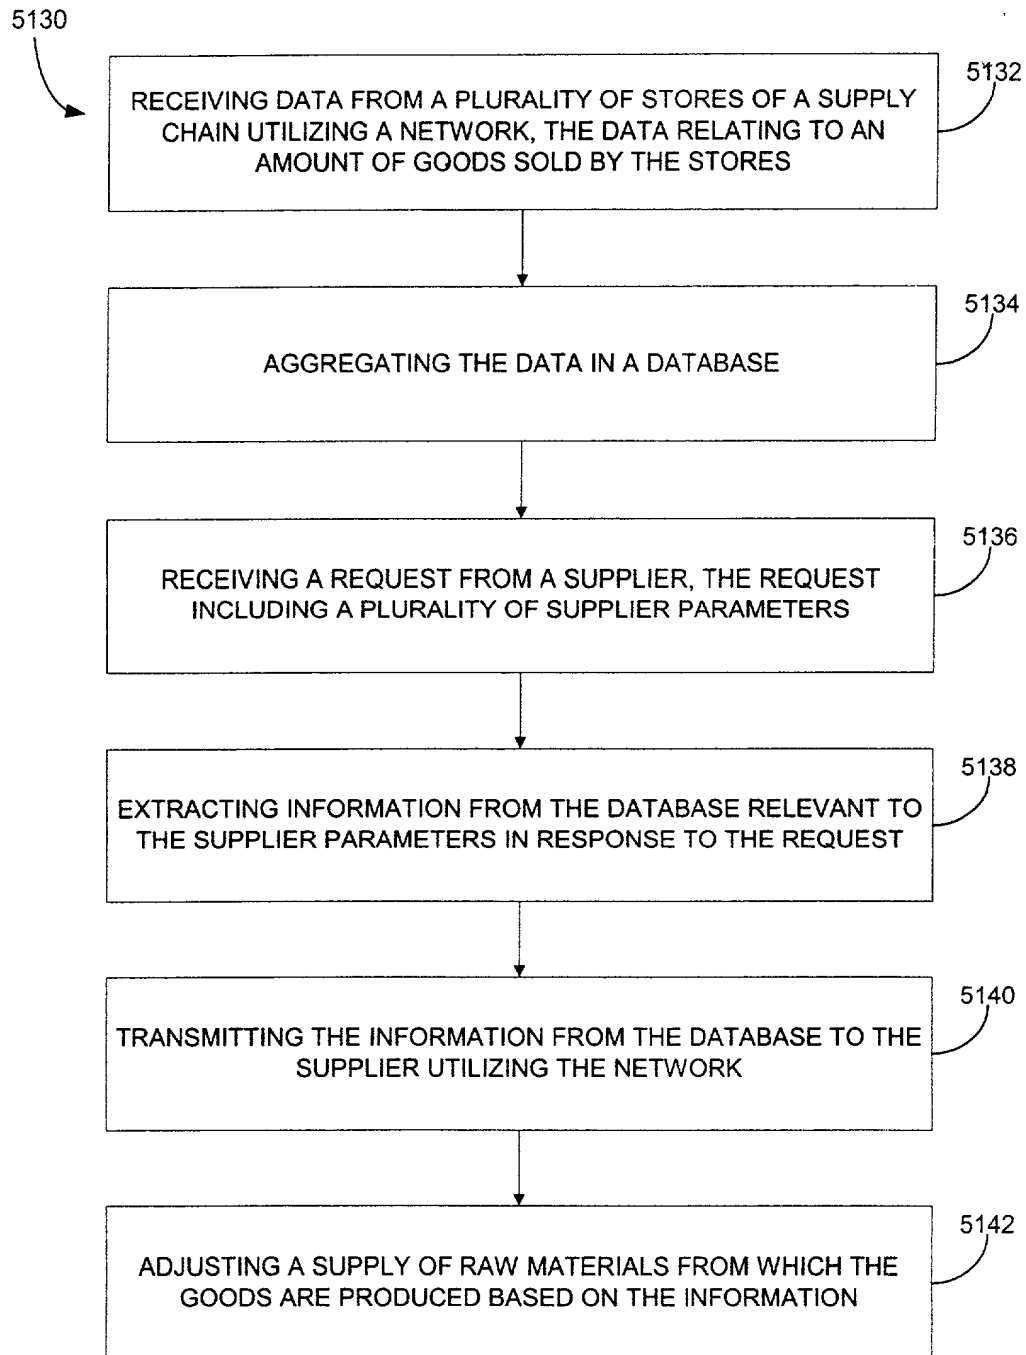 5130
5132
RECEIVING DATA FROM A PLURALITY OF STORES OF A SUPPLY
CHAIN UTILIZING A NETWORK, THE DATA RELATING TO AN
AMOUNT OF GOODS SOLD BY THE STORES
5134
AGGREGATING THE DATA IN A DATABASE
5136
RECEIVING A REQUEST FROM A SUPPLIER, THE REQUEST
INCLUDING A PLURALITY OF SUPPLIER PARAMETERS
5138
EXTRACTING INFORMATION FROM THE DATABASE RELEVANT TO
THE SUPPLIER PARAMETERS IN RESPONSE TO THE REQUEST
5140
TRANSMITTING THE INFORMATION FROM THE DATABASE TO THE
SUPPLIER UTILIZING THE NETWORK
5142
ADJUSTING A SUPPLY OF RAW MATERIALS FROM WHICH THE
GOODS ARE PRODUCED BASED ON THE INFORMATION